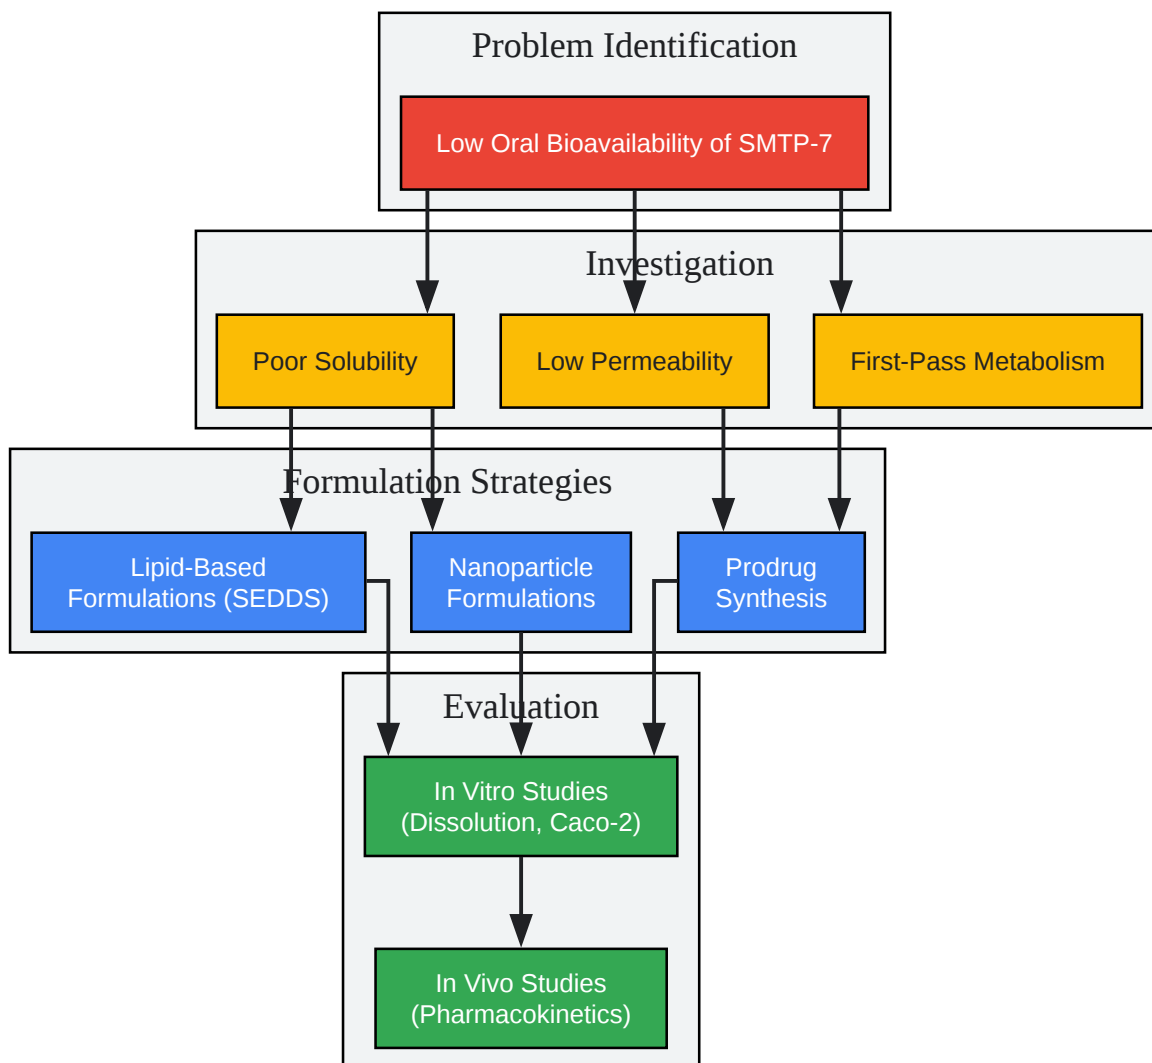 Problem Identification
Low Oral Bioavailability of SMTP-7
Investigation
Poor Solubility
Low Permeability
First-Pass Metabolism
Formulation Strategies
Lipid-Based
Formulations (SEDDS)
Nanoparticle
Formulations
Prodrug
Synthesis
Evaluation
In Vitro Studies
(Dissolution, Caco-2)
In Vivo Studies
(Pharmacokinetics)